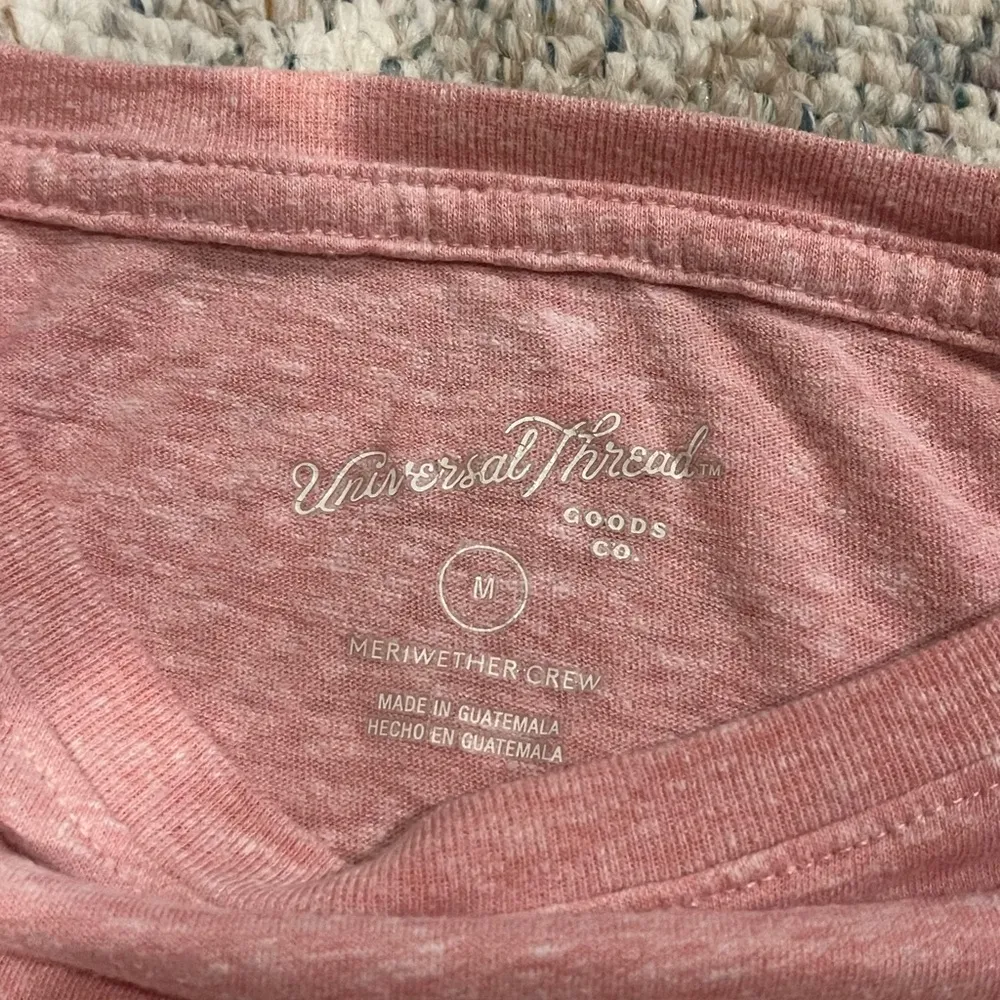 Universal Thread™
GOODS
CO.
M
MERIWETHER CREW
MADE IN GUATEMALA
HECHO EN GUATEMALA